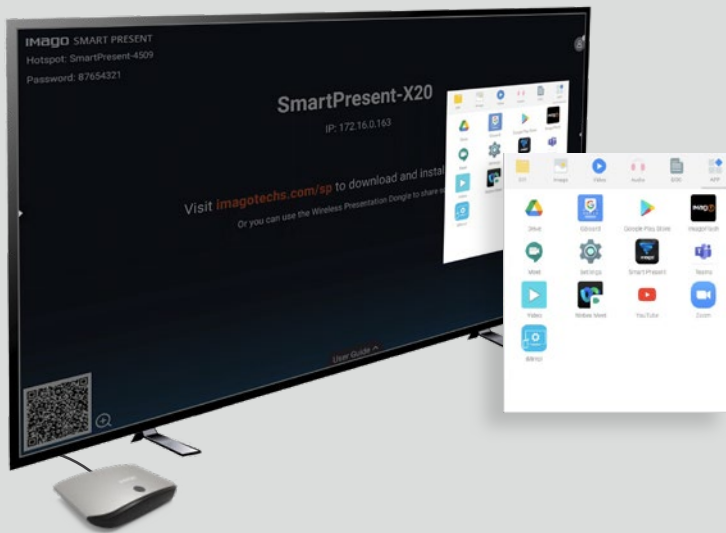 IMAGO SMART PRESENT
Hotspot: SmartPresent-4509
Password: 87654321
SmartPresent-X20
IP: 172.16.0.163
Visit imagotechs.com/sp to download and instal
Or you can use the Wireless Presentation Dongle to share
User Guide
Image Video Audio APP
Drive Gboard Google Play Store
Meet Settings Smart Present Teams
Video Webex Meet YouTube Zoom